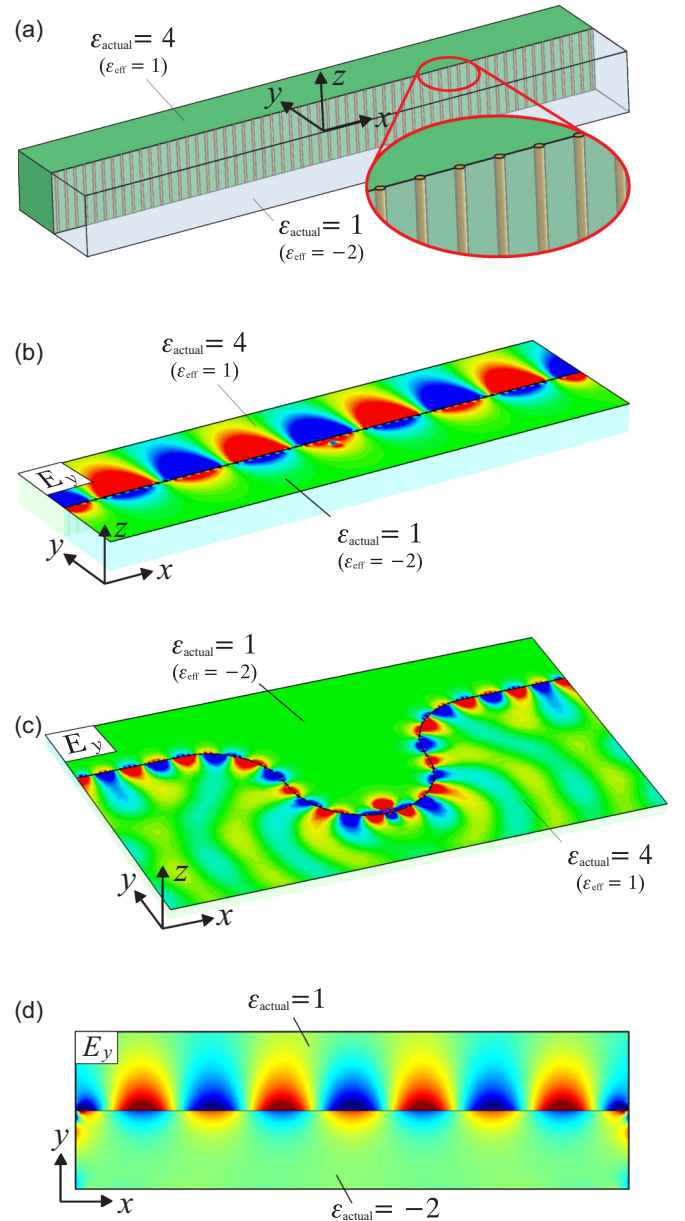 (a)
εactual = 4
(εeff = 1)
z
y
x
εactual = 1
(εeff = −2)
(b)
εactual = 4
(εeff = 1)
Ey
εactual = 1
(εeff = −2)
z
y
x
εactual = 1
(εeff = −2)
(c)
Ey
εactual = 4
(εeff = 1)
z
y
x
(d)
εactual = 1
Ey
y
x
εactual = −2